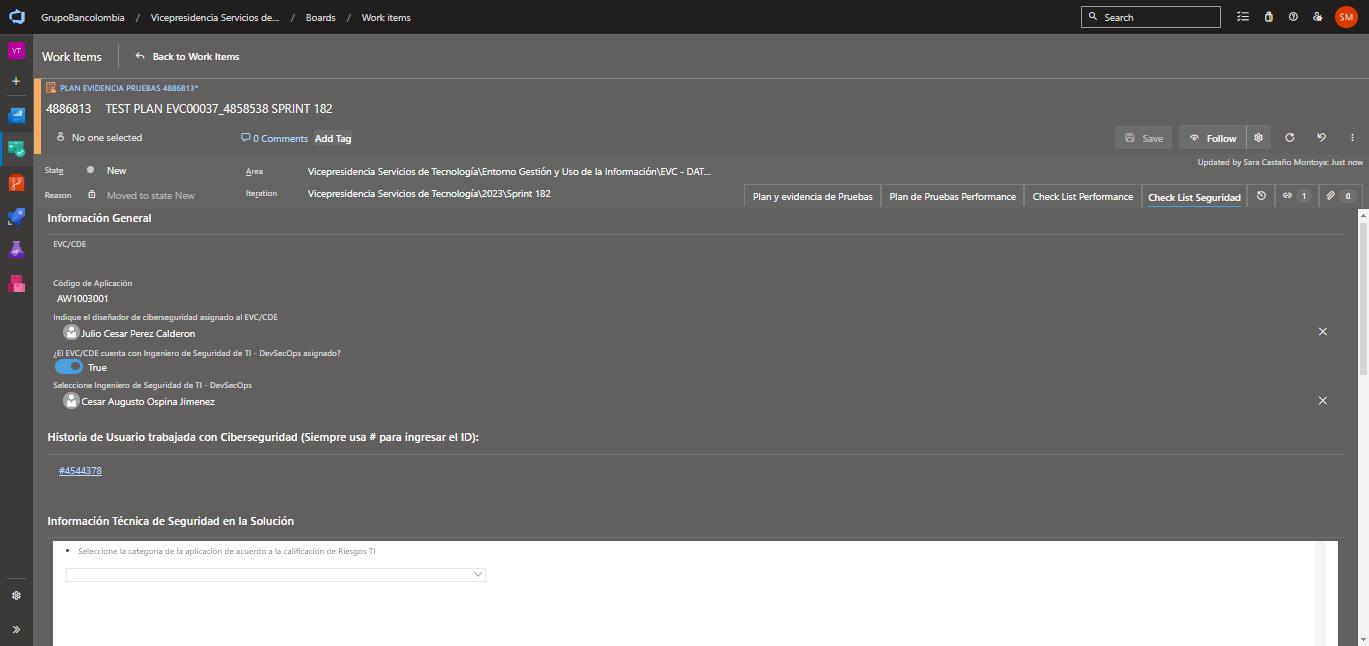 GrupoBancolombia / Vicepresidencia Servicios de... / Boards / Work items
Search
SM
VT
Work Items
Back to Work Items
PLAN EVIDENCIA PRUEBAS 4886813*
4886813 TEST PLAN EVC00037_4858538 SPRINT 182
No one selected
0 Comments
Add Tag
Save
Follow
Updated by Sara Castaño Montoya: Just now
State
New
Area
Vicepresidencia Servicios de Tecnología\Entorno Gestión y Uso de la Información\EVC - DAT...
Reason
Moved to state New
Iteration
Vicepresidencia Servicios de Tecnología\2023\Sprint 182
Plan y evidencia de Pruebas
Plan de Pruebas Performance
Check List Performance
Check List Seguridad
1
0
Información General
EVC/CDE
Código de Aplicación
AW1003001
Indique el diseñador de ciberseguridad asignado al EVC/CDE
Julio Cesar Perez Calderon
¿El EVC/CDE cuenta con Ingeniero de Seguridad de TI - DevSecOps asignado?
True
Seleccione Ingeniero de Seguridad de TI - DevSecOps
Cesar Augusto Ospina Jimenez
Historia de Usuario trabajada con Ciberseguridad (Siempre usa # para ingresar el ID):
#4544378
Información Técnica de Seguridad en la Solución
• Seleccione la categoría de la aplicación de acuerdo a la calificación de Riesgos TI